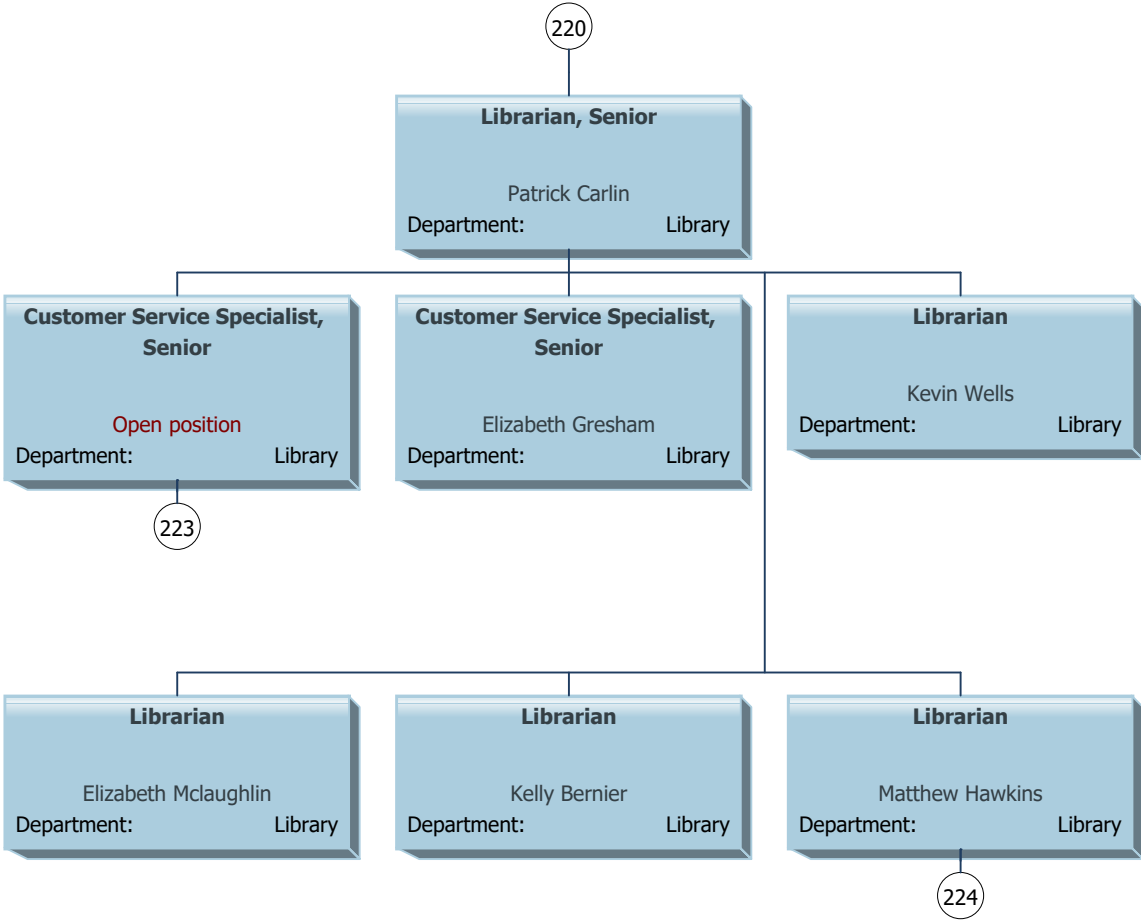 220
Librarian, Senior
Patrick Carlin
Department: Library
Customer Service Specialist,
Senior
Open position
Department: Library
223
Customer Service Specialist,
Senior
Elizabeth Gresham
Department: Library
Librarian
Kevin Wells
Department: Library
Librarian
Elizabeth Mclaughlin
Department: Library
Librarian
Kelly Bernier
Department: Library
Librarian
Matthew Hawkins
Department: Library
224